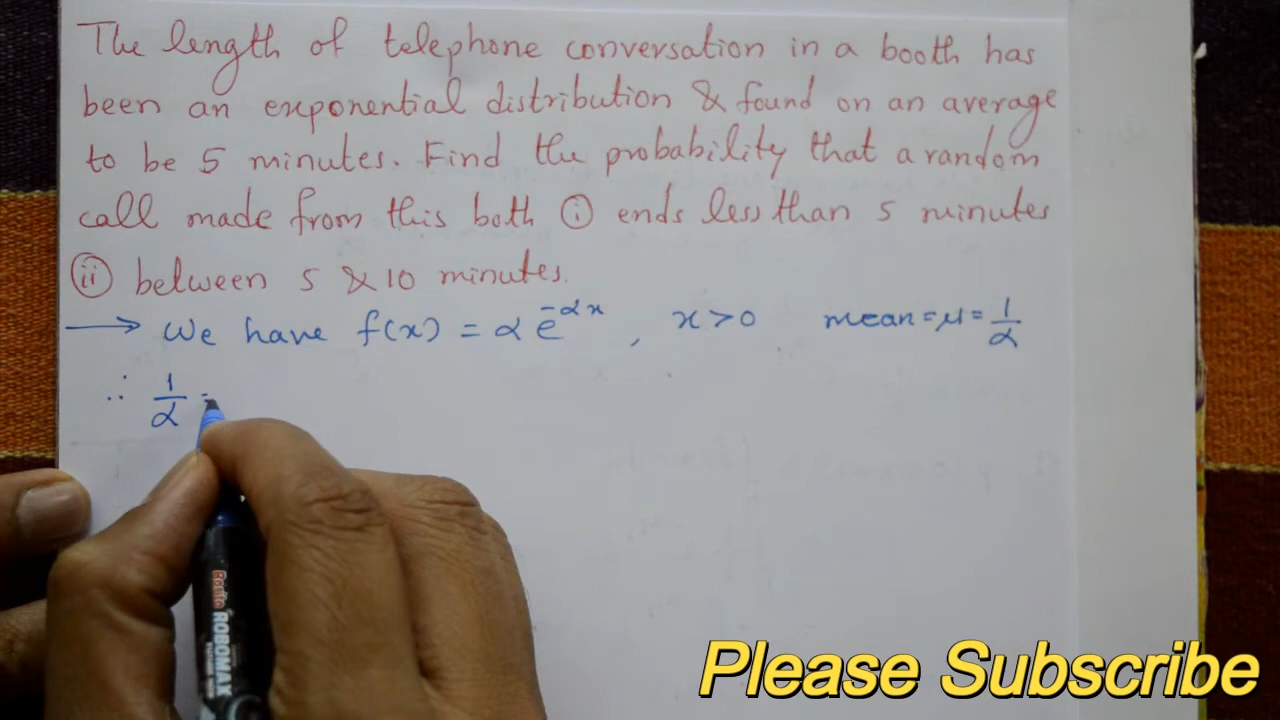 The length of telephone conversation in a booth has
been an exponential distribution & found on an average
to be 5 minutes. Find the probability that a random
call made from this both (i) ends less than 5 minutes
(ii) between 5 & 10 minutes.
→ We have f(x) = α e^{-αx} , x > 0 mean = μ = 1/α
∴ 1/α =
ROBOMAX
Please Subscribe